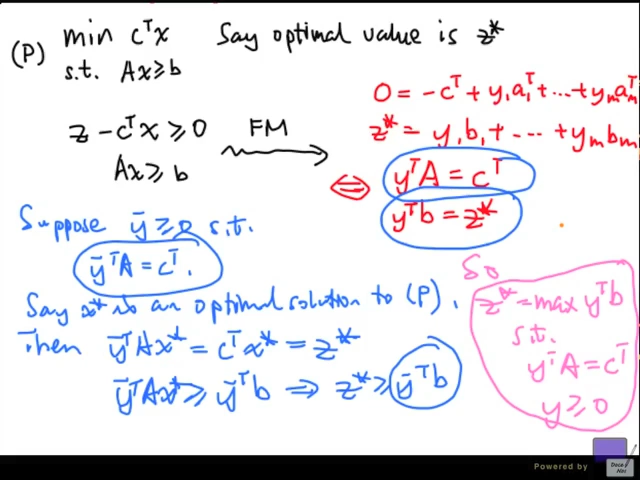 (P) min cᵀx Say optimal value is z*
s.t. Ax ≥ b
z - cᵀx ≥ 0
Ax ≥ b
FM
0 = -cᵀ + y₁a₁ᵀ + ... + yₘaₘᵀ
z* = y₁b₁ + ... + yₘbₘ
⇔ yᵀA = cᵀ
yᵀb = z*
Suppose ȳ ≥ 0 s.t.
ȳᵀA = cᵀ.
Say x* is an optimal solution to (P).
Then ȳᵀAx* = cᵀx* = z*
ȳᵀAx* ≥ ȳᵀb ⇒ z* ≥ ȳᵀb
So
z* = max yᵀb
s.t.
yᵀA = cᵀ
y ≥ 0
Powered by